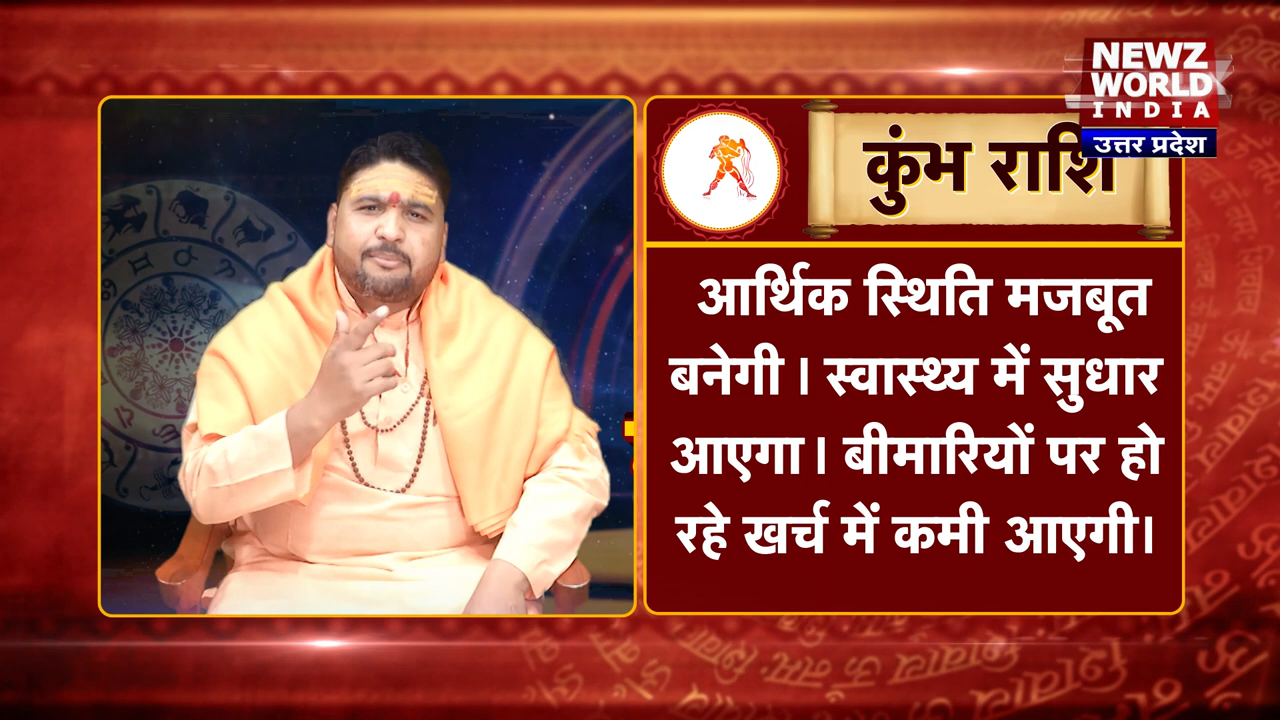 NEWZ
WORLD
INDIA
उत्तर प्रदेश
कुंभ राशि
आर्थिक स्थिति मजबूत
बनेगी। स्वास्थ्य में सुधार
आएगा। बीमारियों पर हो
रहे खर्च में कमी आएगी।